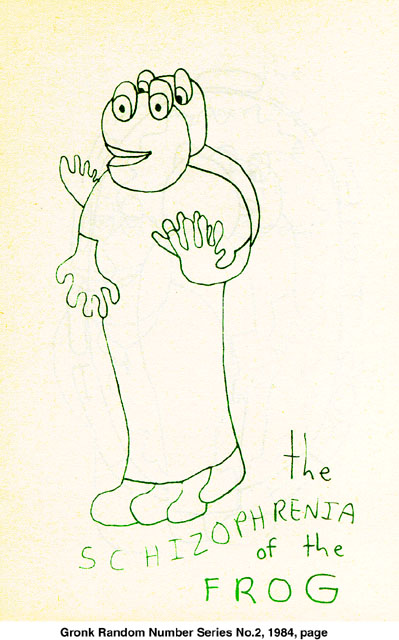 the
SCHIZOPHRENIA
of the
FROG
Gronk Random Number Series No.2, 1984, page